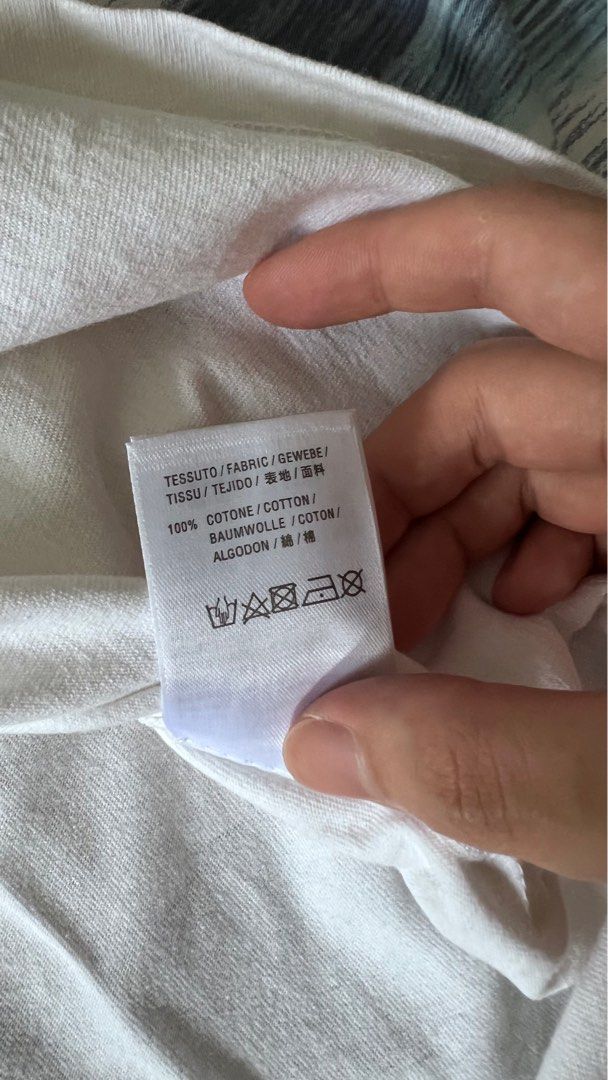 TESSUTO / FABRIC / GEWEBE /
TISSU / TEJIDO / 表地 / 面料
100% COTONE / COTTON /
BAUMWOLLE / COTON /
ALGODON / 綿 / 棉